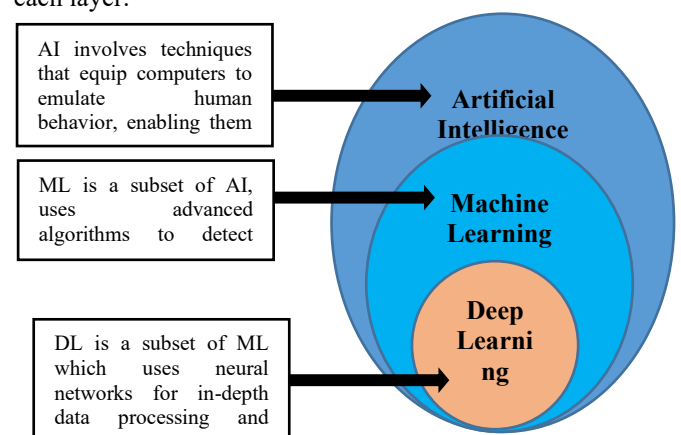 each layer.
AI involves techniques
that equip computers to
emulate human
behavior, enabling them
Artificial
Intelligence
ML is a subset of AI,
uses advanced
algorithms to detect
Machine
Learning
DL is a subset of ML
which uses neural
networks for in-depth
data processing and
Deep
Learni
ng